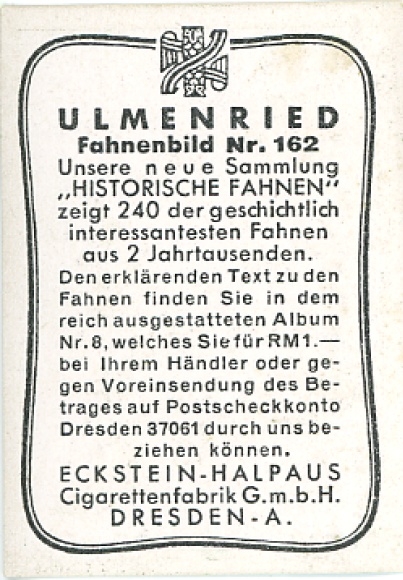 ULMENRIED
Fahnenbild Nr. 162
Unsere neue Sammlung
„HISTORISCHE FAHNEN"
zeigt 240 der geschichtlich
interessantesten Fahnen
aus 2 Jahrtausenden.
Den erklärenden Text zu den
Fahnen finden Sie in dem
reich ausgestatteten Album
Nr. 8, welches Sie für RM 1.—
bei Ihrem Händler oder ge-
gen Voreinsendung des Be-
trages auf Postscheckkonto
Dresden 37061 durch uns be-
ziehen können.
ECKSTEIN-HALPAUS
Cigarettenfabrik G.m.b.H.
DRESDEN-A.